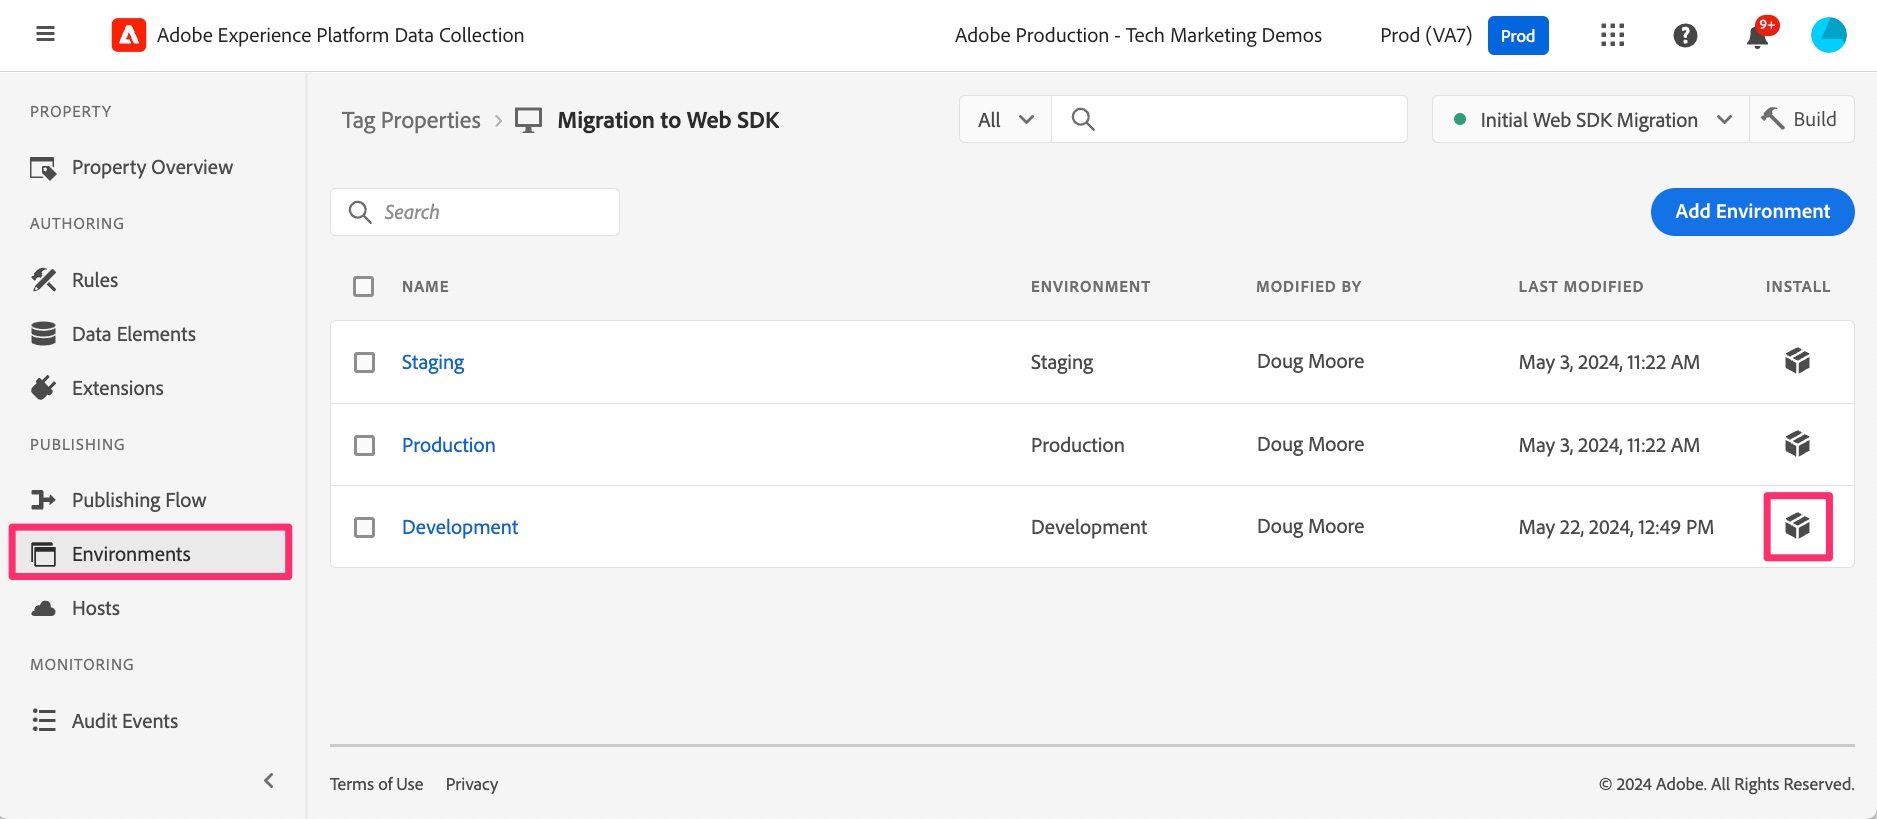 Adobe Experience Platform Data Collection
Adobe Production - Tech Marketing Demos
Prod (VA7)
Prod
9+
PROPERTY
Property Overview
AUTHORING
Rules
Data Elements
Extensions
PUBLISHING
Publishing Flow
Environments
Hosts
MONITORING
Audit Events
Tag Properties > Migration to Web SDK
All
Initial Web SDK Migration
Build
Search
Add Environment
NAME ENVIRONMENT MODIFIED BY LAST MODIFIED INSTALL
Staging Staging Doug Moore May 3, 2024, 11:22 AM
Production Production Doug Moore May 3, 2024, 11:22 AM
Development Development Doug Moore May 22, 2024, 12:49 PM
Terms of Use Privacy
© 2024 Adobe. All Rights Reserved.